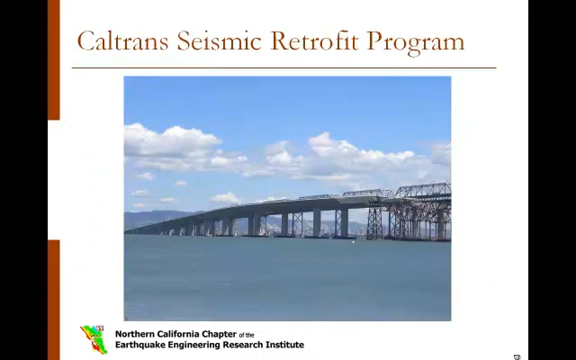 Caltrans Seismic Retrofit Program
Northern California Chapter of the
Earthquake Engineering Research Institute